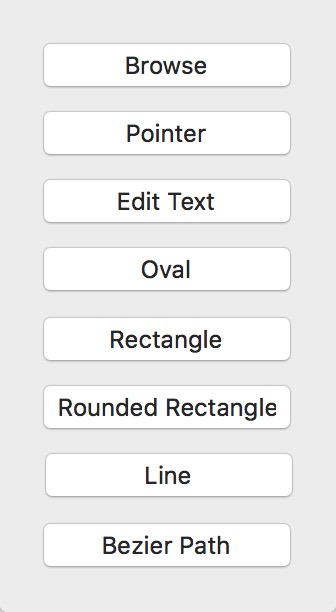 Browse
Pointer
Edit Text
Oval
Rectangle
Rounded Rectangle
Line
Bezier Path